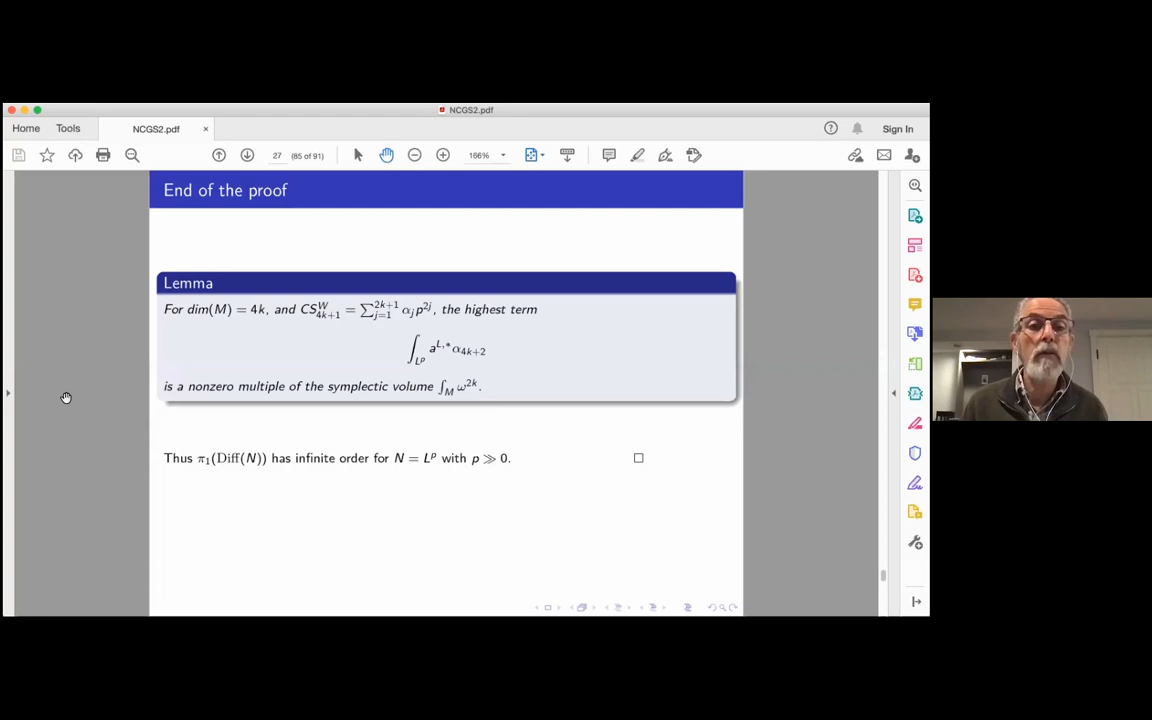 NCGS2.pdf
Home Tools NCGS2.pdf × Sign In
27 (85 of 91) 166%
End of the proof
Lemma
For dim(M) = 4k, and CS^W_{4k+1} = ∑_{j=1}^{2k+1} α_j p^{2j}, the highest term
∫_{L^p} a^{L,*} α_{4k+2}
is a nonzero multiple of the symplectic volume ∫_M ω^{2k}.
Thus π₁(Diff(N)) has infinite order for N = L^p with p ≫ 0. □